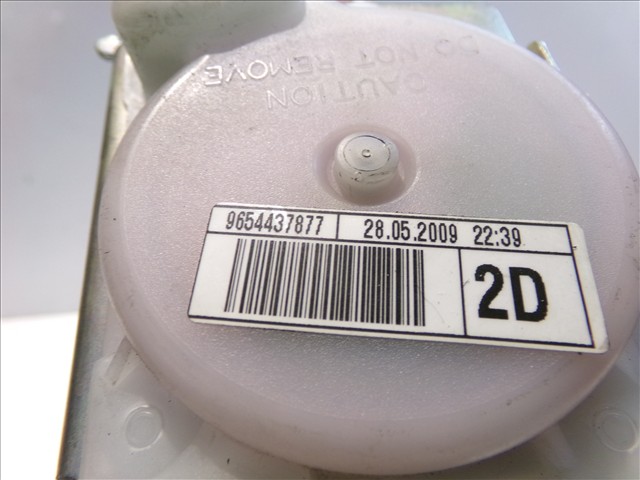 CAUTION
DO NOT REMOVE
9654437877 28.05.2009 22:39
2D